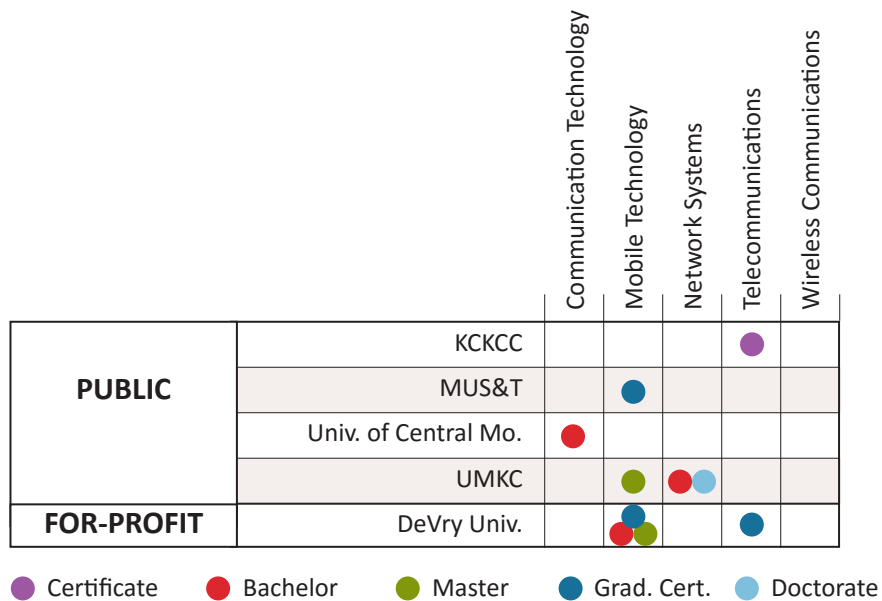 Communication Technology
Mobile Technology
Network Systems
Telecommunications
Wireless Communications
PUBLIC
KCKCC
MUS&T
Univ. of Central Mo.
UMKC
FOR-PROFIT
DeVry Univ.
Certificate
Bachelor
Master
Grad. Cert.
Doctorate